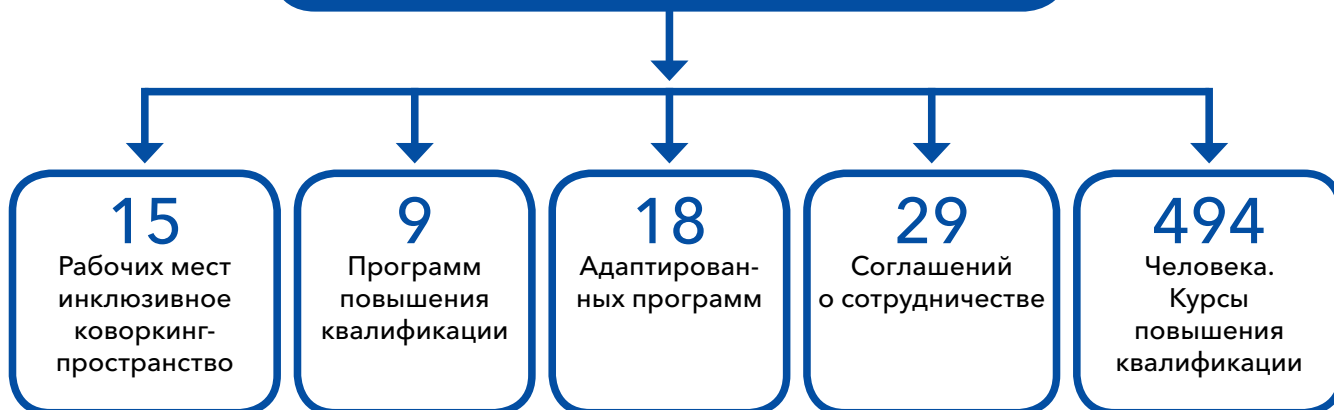 15
Рабочих мест
инклюзивное
коворкинг-
пространство
9
Программ
повышения
квалификации
18
Адаптирован-
ных программ
29
Соглашений
о сотрудничестве
494
Человека.
Курсы
повышения
квалификации